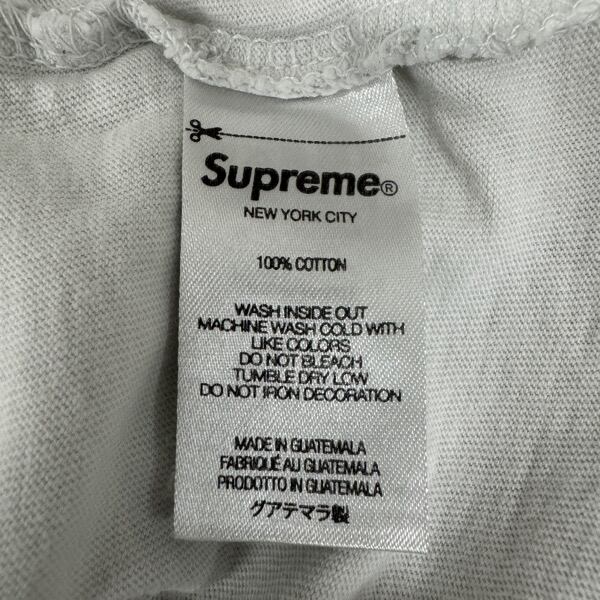 Supreme®
NEW YORK CITY
100% COTTON
WASH INSIDE OUT
MACHINE WASH COLD WITH
LIKE COLORS
DO NOT BLEACH
TUMBLE DRY LOW
DO NOT IRON DECORATION
MADE IN GUATEMALA
FABRIQUÉ AU GUATEMALA
PRODOTTO IN GUATEMALA
グアテマラ製